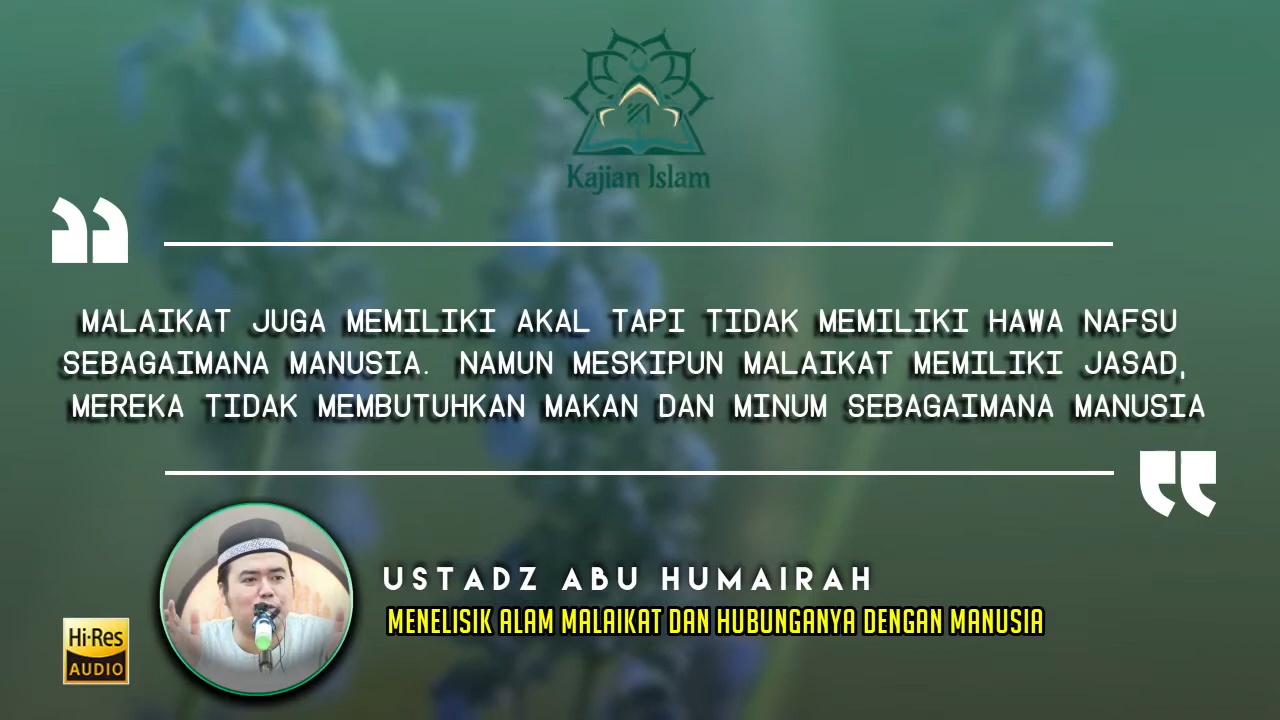 Kajian Islam
MALAIKAT JUGA MEMILIKI AKAL TAPI TIDAK MEMILIKI HAWA NAFSU
SEBAGAIMANA MANUSIA. NAMUN MESKIPUN MALAIKAT MEMILIKI JASAD,
MEREKA TIDAK MEMBUTUHKAN MAKAN DAN MINUM SEBAGAIMANA MANUSIA
USTADZ ABU HUMAIRAH
MENELISIK ALAM MALAIKAT DAN HUBUNGANYA DENGAN MANUSIA
Hi-Res
AUDIO